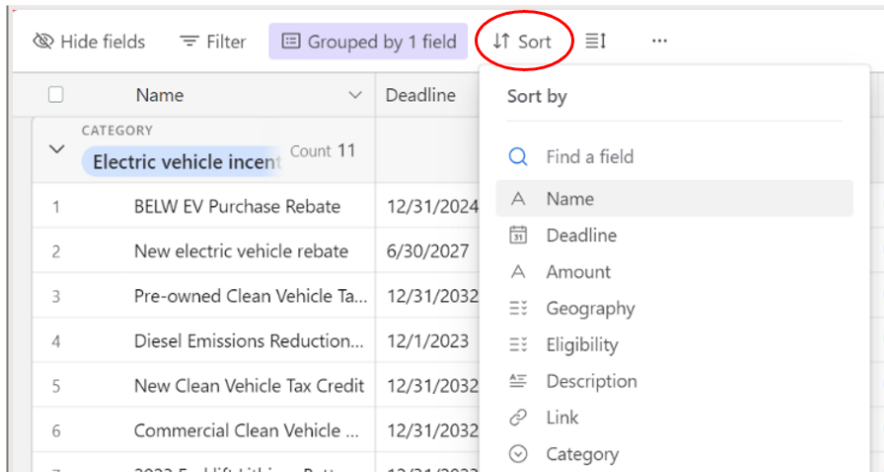 Hide fields Filter Grouped by 1 field Sort ...
Name Deadline
Sort by
CATEGORY
Electric vehicle incent Count 11
Find a field
1 BELW EV Purchase Rebate 12/31/2024
2 New electric vehicle rebate 6/30/2027
3 Pre-owned Clean Vehicle Ta... 12/31/2032
4 Diesel Emissions Reduction... 12/1/2023
5 New Clean Vehicle Tax Credit 12/31/2032
6 Commercial Clean Vehicle ... 12/31/2032
Name
31 Deadline
Amount
Geography
Eligibility
Description
Link
Category